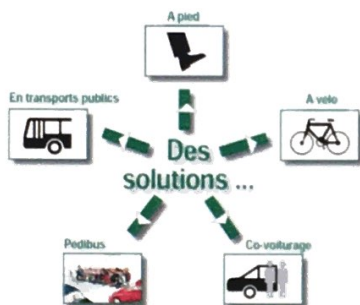 A pied
En transports publics
A velo
Des
solutions ...
Pedibus
Co-voiturage